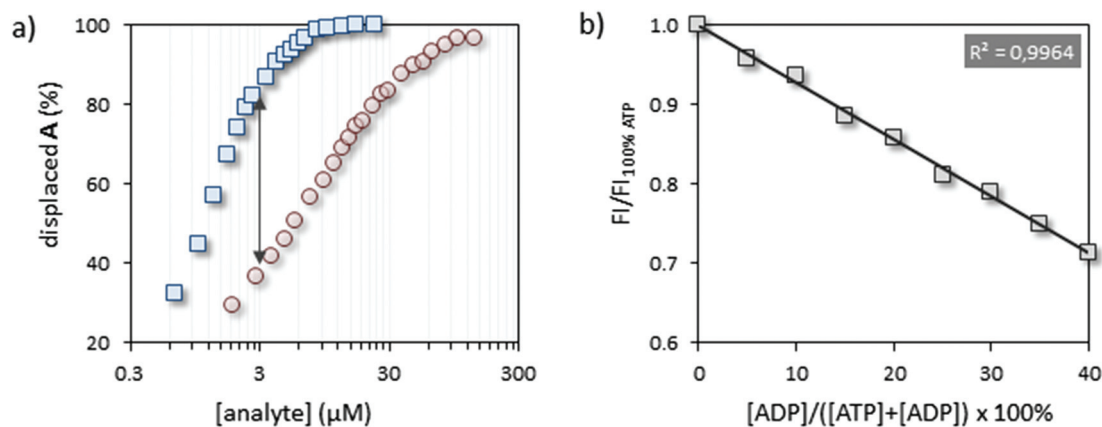 a)
displaced A (%)
100
80
60
40
20
0.3
3
30
300
[analyte] (µM)
b)
FI/FI100% ATP
1.0
0.9
0.8
0.7
0.6
R² = 0,9964
0
10
20
30
40
[ADP]/([ATP]+[ADP]) x 100%